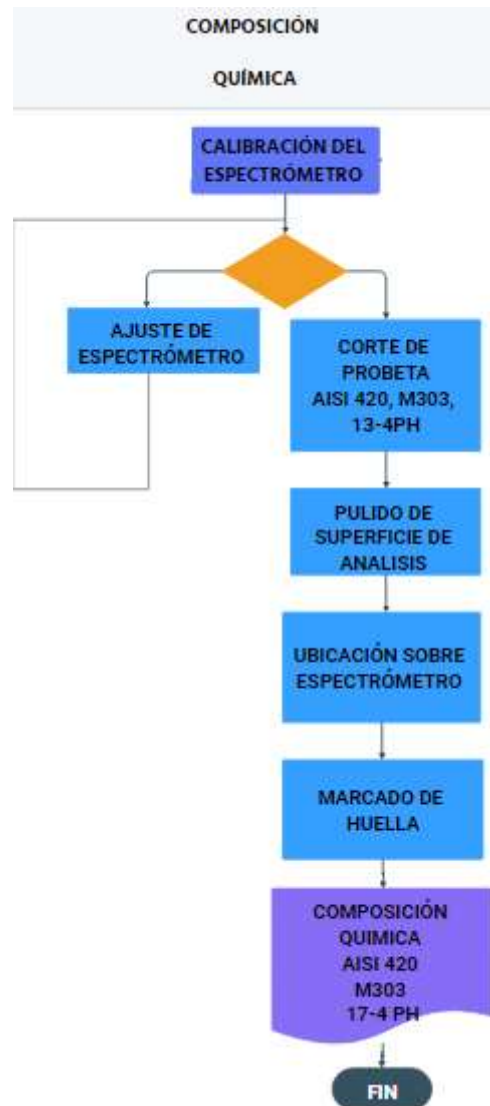 COMPOSICIÓN
QUÍMICA
CALIBRACIÓN DEL
ESPECTRÓMETRO
AJUSTE DE
ESPECTRÓMETRO
CORTE DE
PROBETA
AISI 420, M303,
13-4PH
PULIDO DE
SUPERFICIE DE
ANALISIS
UBICACIÓN SOBRE
ESPECTRÓMETRO
MARCADO DE
HUELLA
COMPOSICIÓN
QUIMICA
AISI 420
M303
17-4 PH
FIN